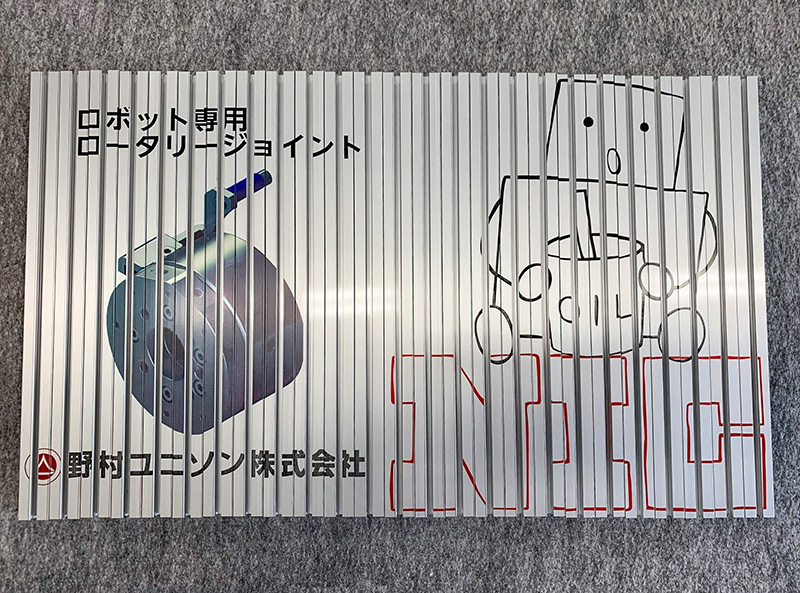 ロボット専用
ロータリージョイント
OIL
野村ユニソン株式会社